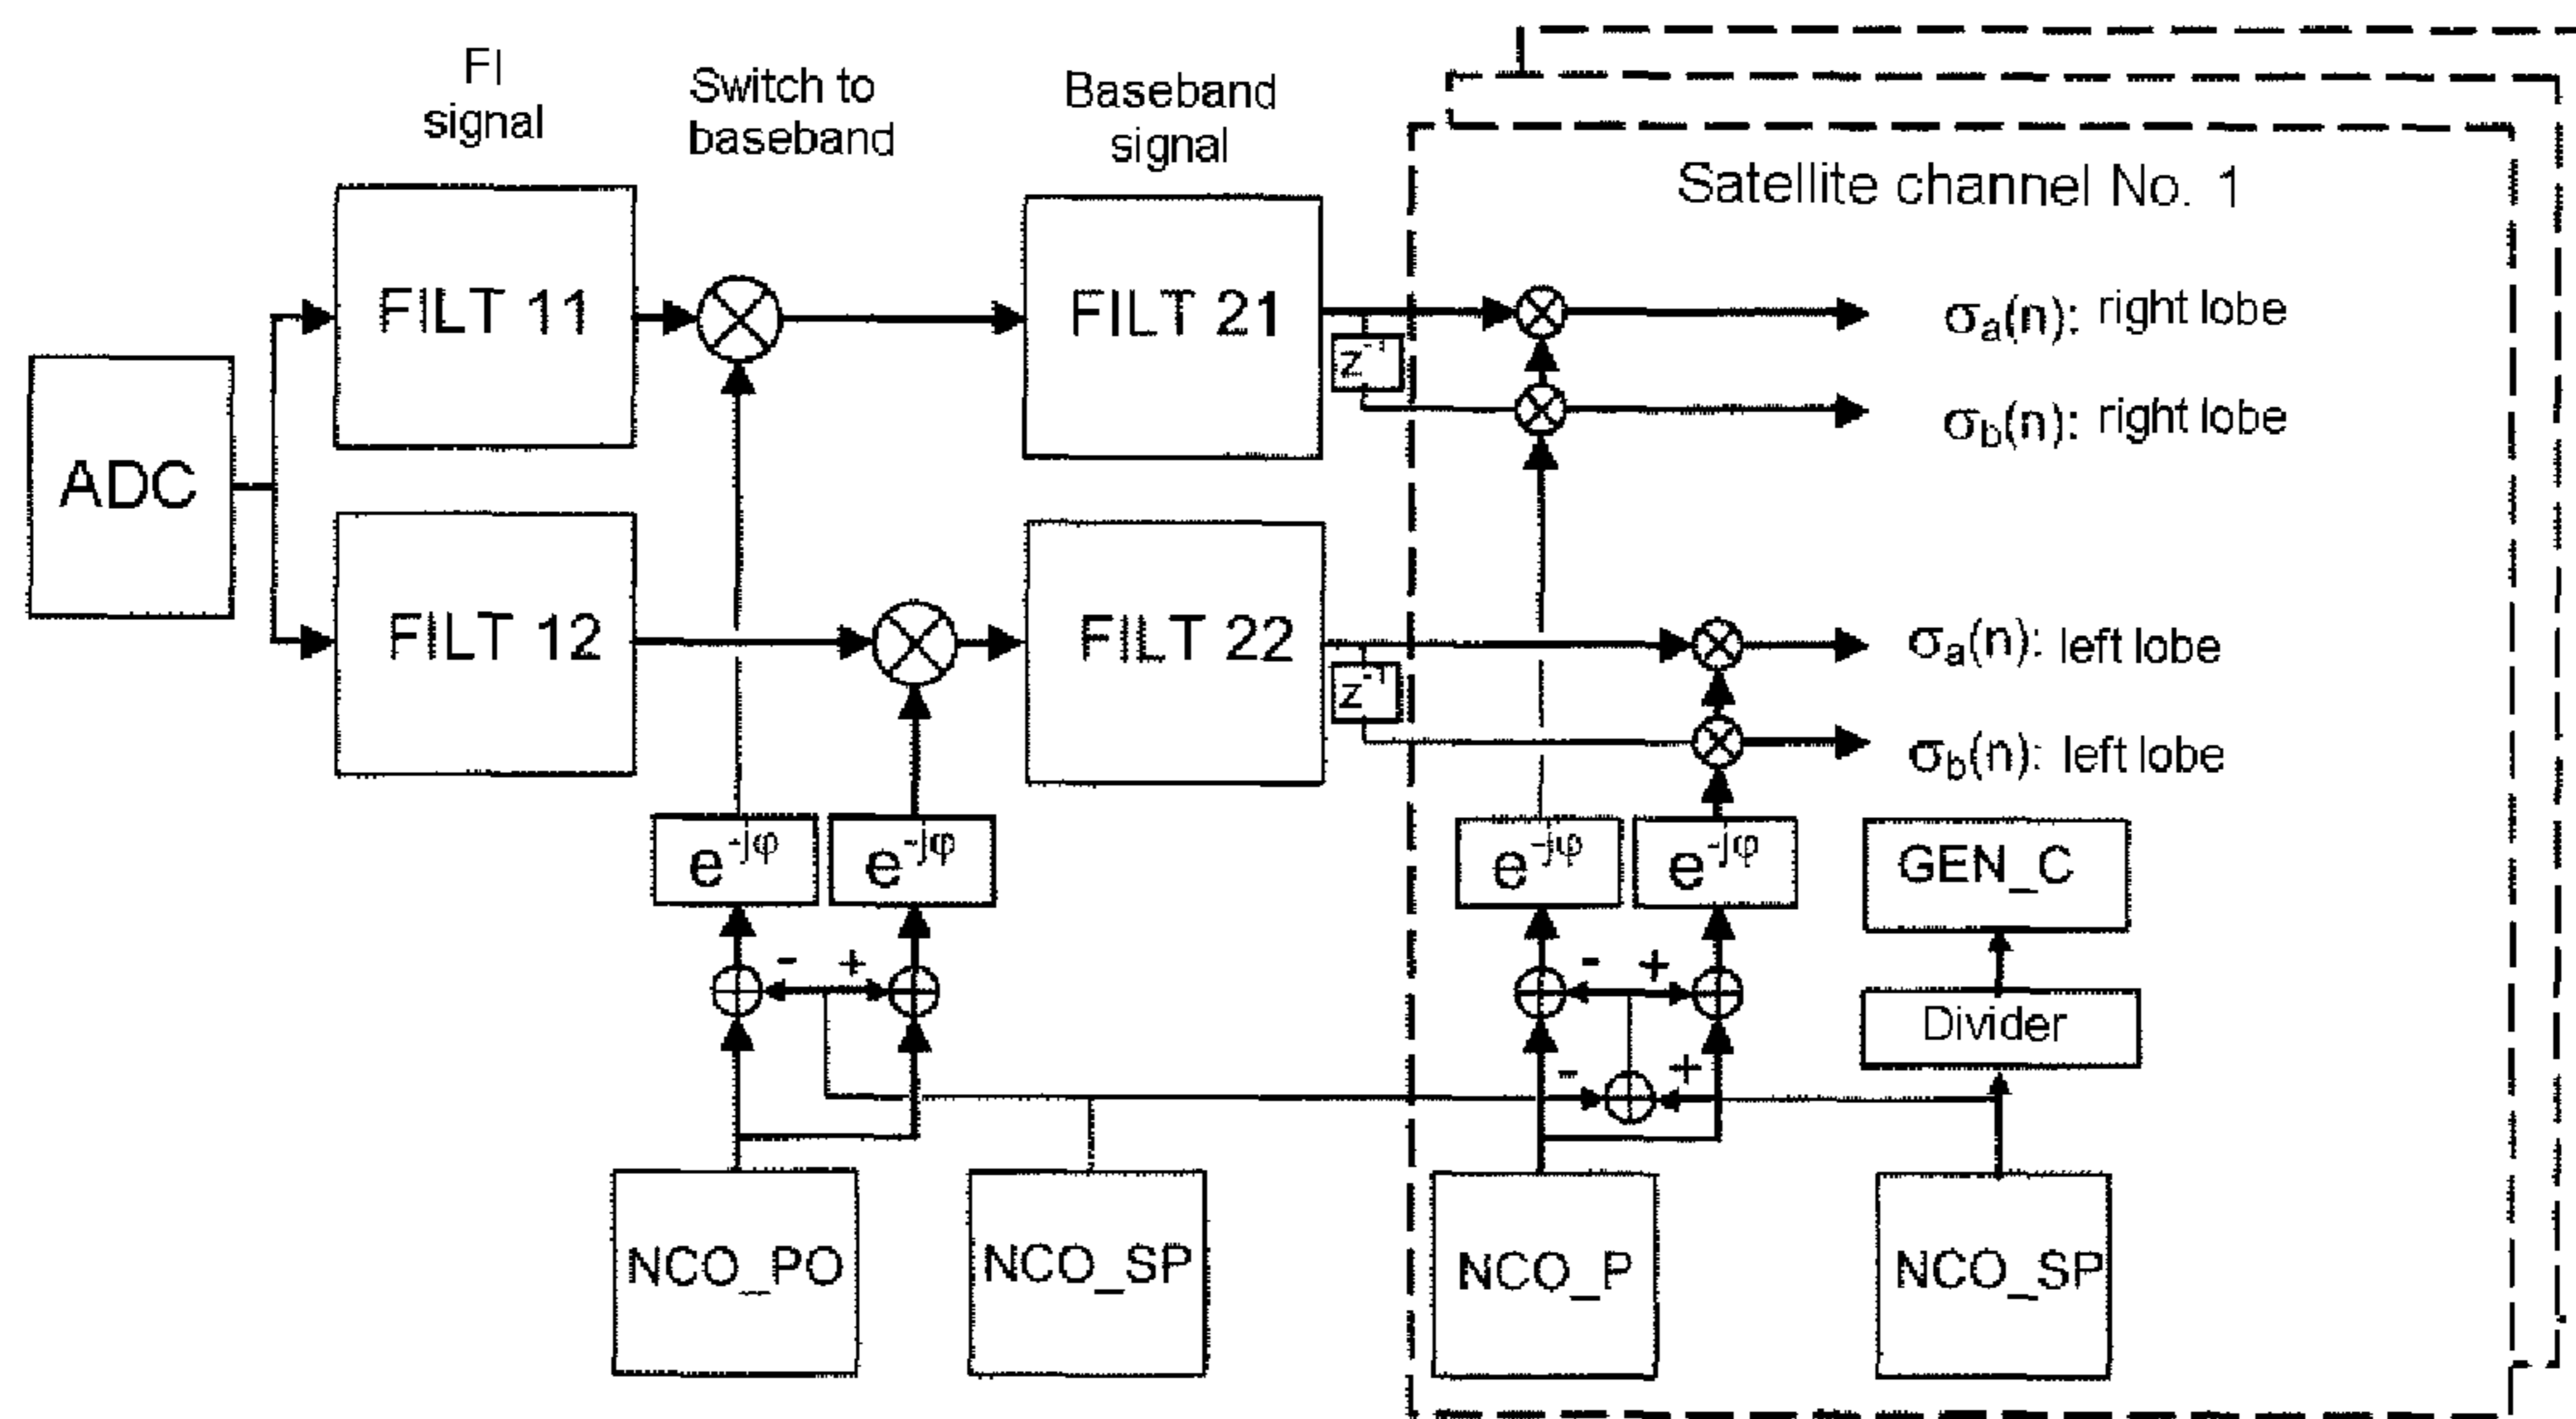 FI
signal
Switch to
baseband
Baseband
signal
Satellite channel No. 1
ADC
FILT 11
FILT 21
z⁻¹
σₐ(n): right lobe
σ_b(n): right lobe
FILT 12
FILT 22
z⁻¹
σₐ(n): left lobe
σ_b(n): left lobe
e^-jφ
e^-jφ
e^-jφ
e^-jφ
GEN_C
- +
- +
Divider
- +
NCO_PO
NCO_SP
NCO_P
NCO_SP